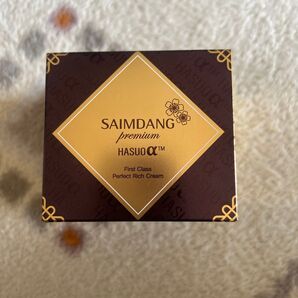 SAIMDANG
premium
HASUO α™
First Class
Perfect Rich Cream